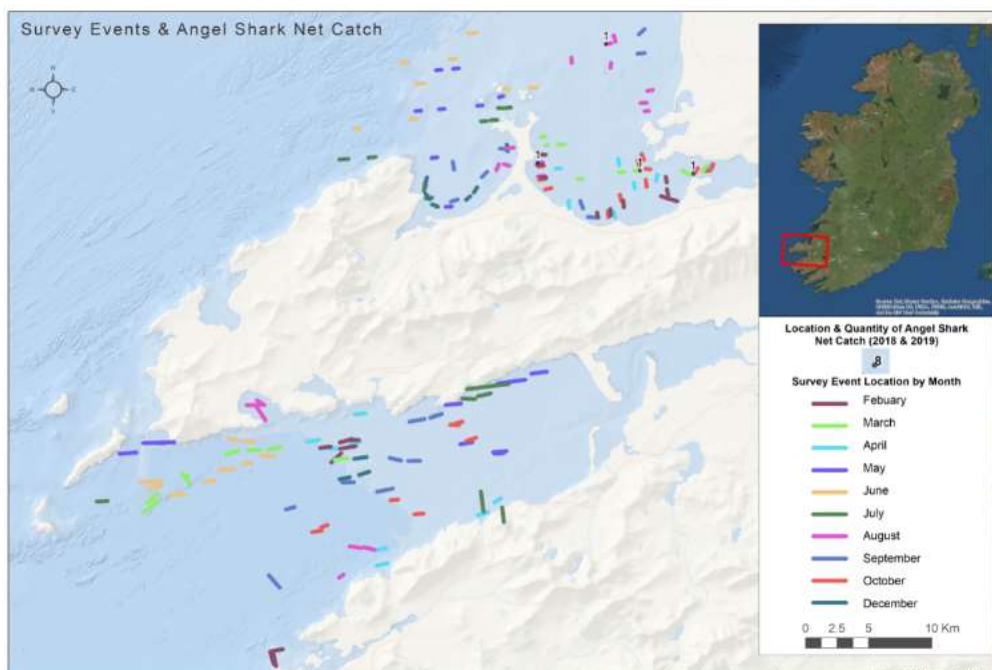 Survey Events & Angel Shark Net Catch
N
1
1
1
1
Location & Quantity of Angel Shark
Net Catch (2018 & 2019)
8
Survey Event Location by Month
Febuary
March
April
May
June
July
August
September
October
December
0 2.5 5 10 Km